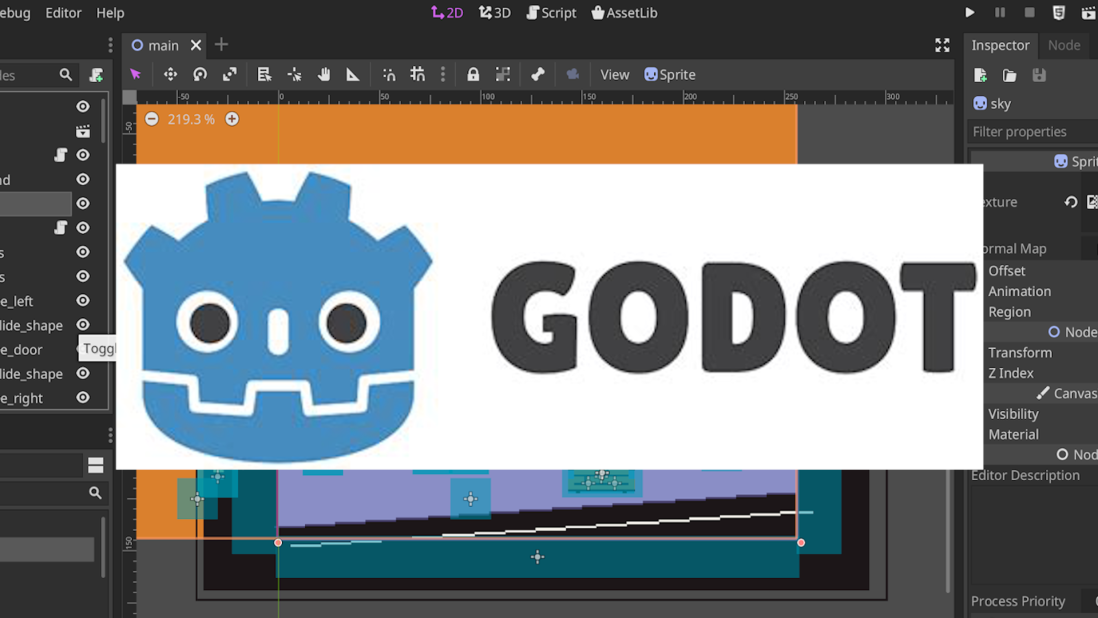 ebug Editor Help 2D 3D Script AssetLib
main Inspector Node
des View Sprite
-50 0 50 100 150 200 250 300
sky
219.3 %
Filter properties
Sprit
nd
exture
ormal Map
s
Offset
s
Animation
e_left
Region
lide_shape
Node
e_door
Toggl
Transform
lide_shape
Z Index
e_right
Canvas
Visibility
Material
Nod
Editor Description
150
Process Priority
GODOT